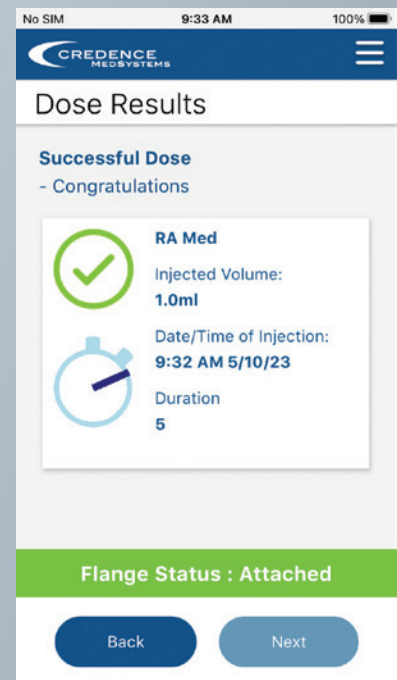 No SIM 9:33 AM 100%
CREDENCE
MEDSYSTEMS
Dose Results
Successful Dose
- Congratulations
RA Med
Injected Volume:
1.0ml
Date/Time of Injection:
9:32 AM 5/10/23
Duration
5
Flange Status : Attached
Back Next